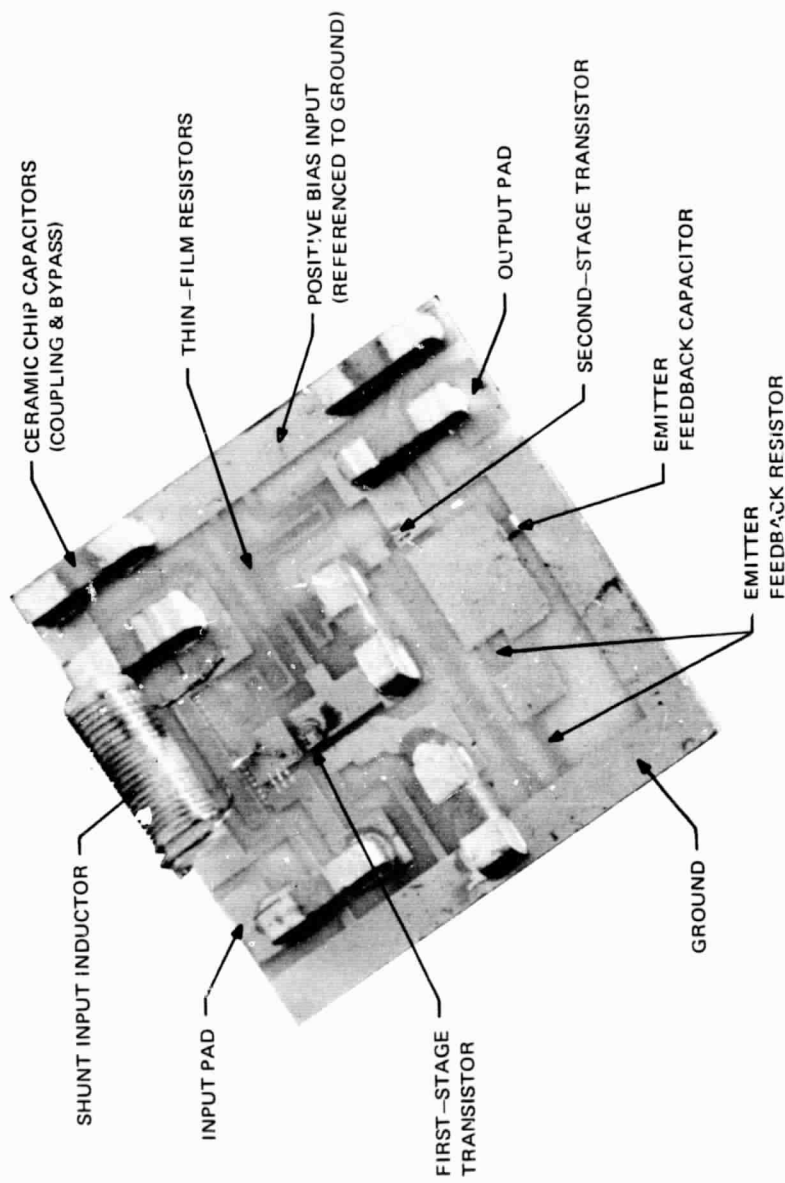 CERAMIC CHIP CAPACITORS
(COUPLING & BYPASS)
THIN-FILM RESISTORS
POSITIVE BIAS INPUT
(REFERENCED TO GROUND)
OUTPUT PAD
SECOND-STAGE TRANSISTOR
EMITTER
FEEDBACK CAPACITOR
EMITTER
FEEDBACK RESISTOR
SHUNT INPUT INDUCTOR
INPUT PAD
FIRST-STAGE
TRANSISTOR
GROUND